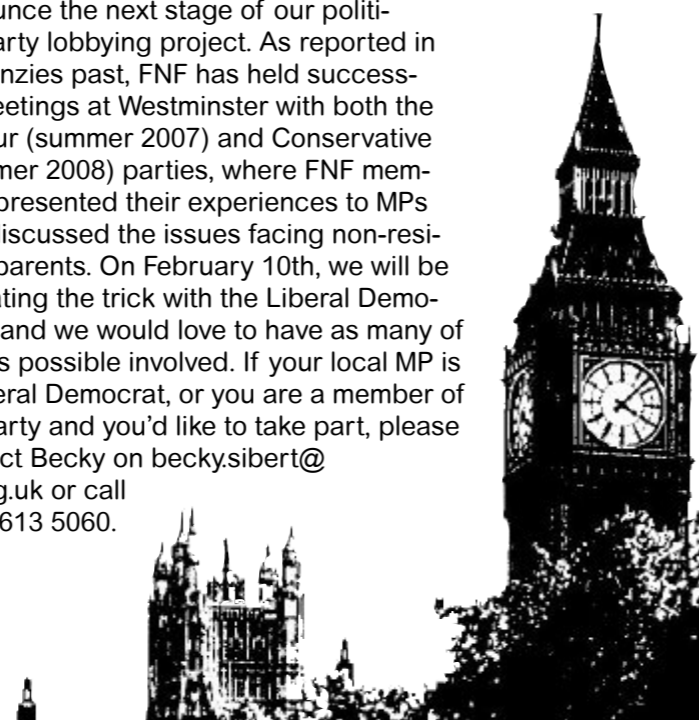 unce the next stage of our politi-
arty lobbying project. As reported in
nzies past, FNF has held success-
eetings at Westminster with both the
ur (summer 2007) and Conservative
mer 2008) parties, where FNF mem-
presented their experiences to MPs
discussed the issues facing non-resi-
parents. On February 10th, we will be
ating the trick with the Liberal Demo-
and we would love to have as many of
s possible involved. If your local MP is
eral Democrat, or you are a member of
arty and you'd like to take part, please
ct Becky on becky.sibert@
g.uk or call
613 5060.